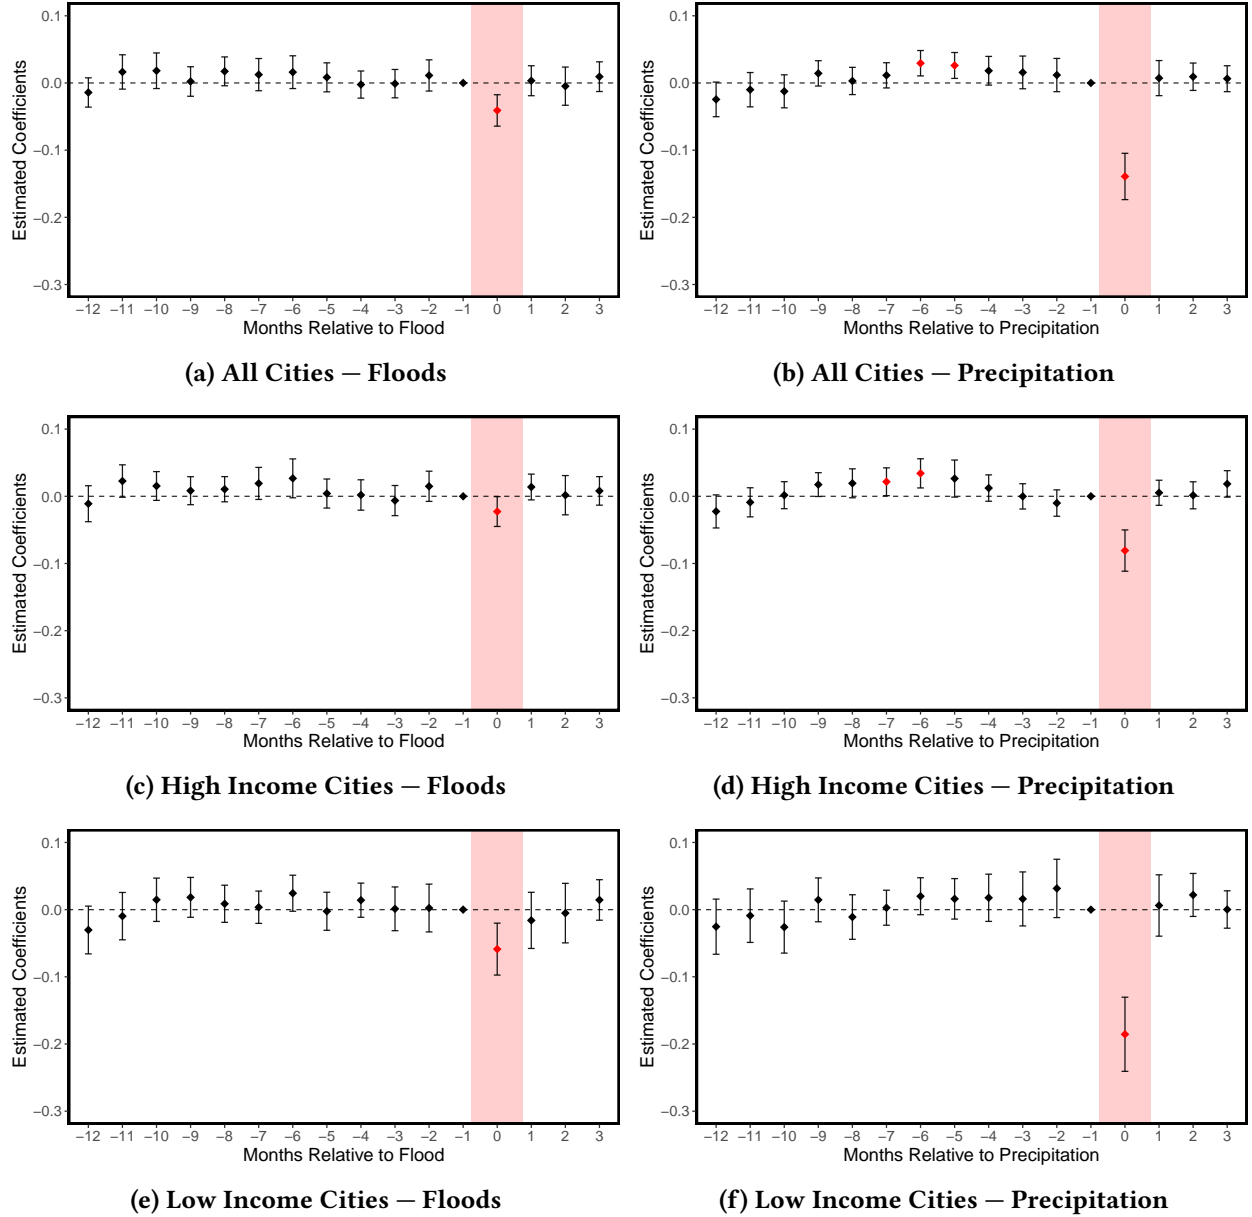 0.1
0.0
−0.1
−0.2
−0.3
Estimated Coefficients
−12 −11 −10 −9 −8 −7 −6 −5 −4 −3 −2 −1 0 1 2 3
Months Relative to Flood
(a) All Cities — Floods
0.1
0.0
−0.1
−0.2
−0.3
Estimated Coefficients
−12 −11 −10 −9 −8 −7 −6 −5 −4 −3 −2 −1 0 1 2 3
Months Relative to Precipitation
(b) All Cities — Precipitation
0.1
0.0
−0.1
−0.2
−0.3
Estimated Coefficients
−12 −11 −10 −9 −8 −7 −6 −5 −4 −3 −2 −1 0 1 2 3
Months Relative to Flood
(c) High Income Cities — Floods
0.1
0.0
−0.1
−0.2
−0.3
Estimated Coefficients
−12 −11 −10 −9 −8 −7 −6 −5 −4 −3 −2 −1 0 1 2 3
Months Relative to Precipitation
(d) High Income Cities — Precipitation
0.1
0.0
−0.1
−0.2
−0.3
Estimated Coefficients
−12 −11 −10 −9 −8 −7 −6 −5 −4 −3 −2 −1 0 1 2 3
Months Relative to Flood
(e) Low Income Cities — Floods
0.1
0.0
−0.1
−0.2
−0.3
Estimated Coefficients
−12 −11 −10 −9 −8 −7 −6 −5 −4 −3 −2 −1 0 1 2 3
Months Relative to Precipitation
(f) Low Income Cities — Precipitation